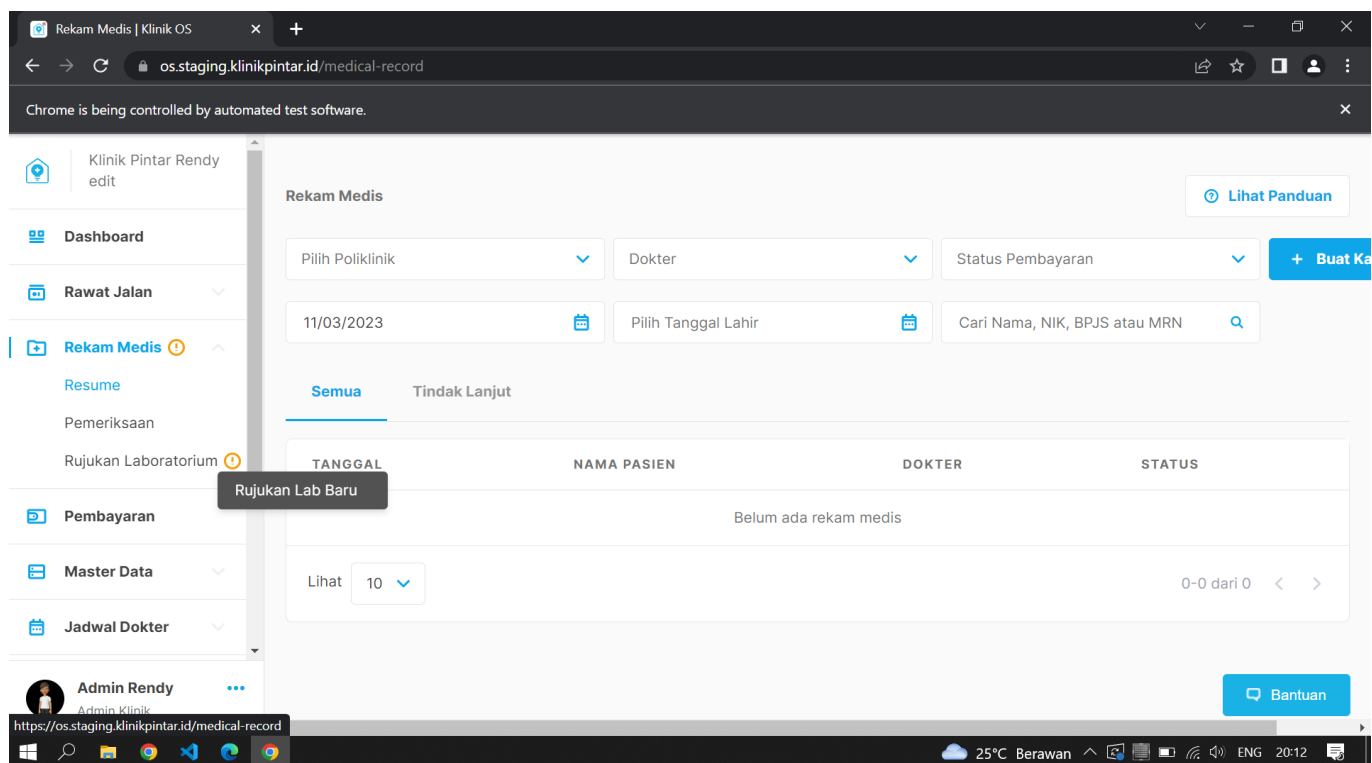 Rekam Medis | Klinik OS
os.staging.klinikpintar.id/medical-record
Chrome is being controlled by automated test software.
Klinik Pintar Rendy
edit
Dashboard
Rawat Jalan
Rekam Medis
Resume
Pemeriksaan
Rujukan Laboratorium
Rujukan Lab Baru
Pembayaran
Master Data
Jadwal Dokter
Admin Rendy
Admin Klinik
https://os.staging.klinikpintar.id/medical-record
Rekam Medis
Lihat Panduan
Pilih Poliklinik
Dokter
Status Pembayaran
+ Buat Ka
11/03/2023
Pilih Tanggal Lahir
Cari Nama, NIK, BPJS atau MRN
Semua
Tindak Lanjut
TANGGAL
NAMA PASIEN
DOKTER
STATUS
Belum ada rekam medis
Lihat
10
0-0 dari 0
Bantuan
25°C Berawan
ENG
20:12